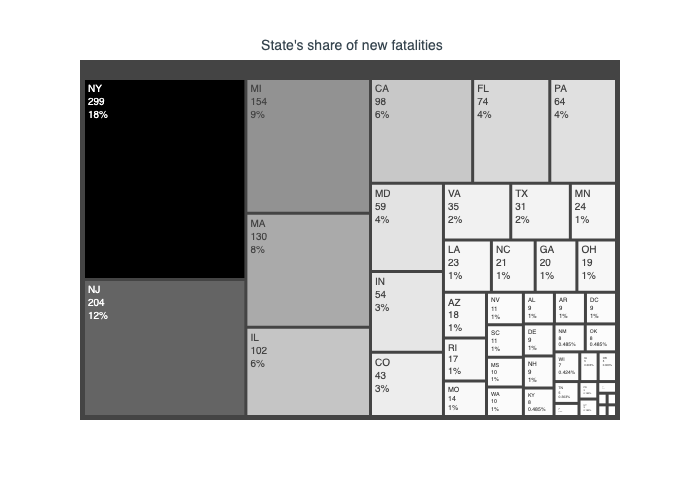 State's share of new fatalities
NY
299
18%
NJ
204
12%
MI
154
9%
MA
130
8%
IL
102
6%
CA
98
6%
FL
74
4%
PA
64
4%
MD
59
4%
IN
54
3%
CO
43
3%
VA
35
2%
TX
31
2%
MN
24
1%
LA
23
1%
NC
21
1%
GA
20
1%
OH
19
1%
AZ
18
1%
RI
17
1%
MO
14
1%
NV
11
1%
SC
11
1%
MS
10
1%
WA
10
1%
AL
9
1%
DE
9
1%
NH
9
1%
KY
8
0.485%
AR
9
1%
DC
9
1%
NM
8
0.485%
OK
8
0.485%
WI
7
0.424%